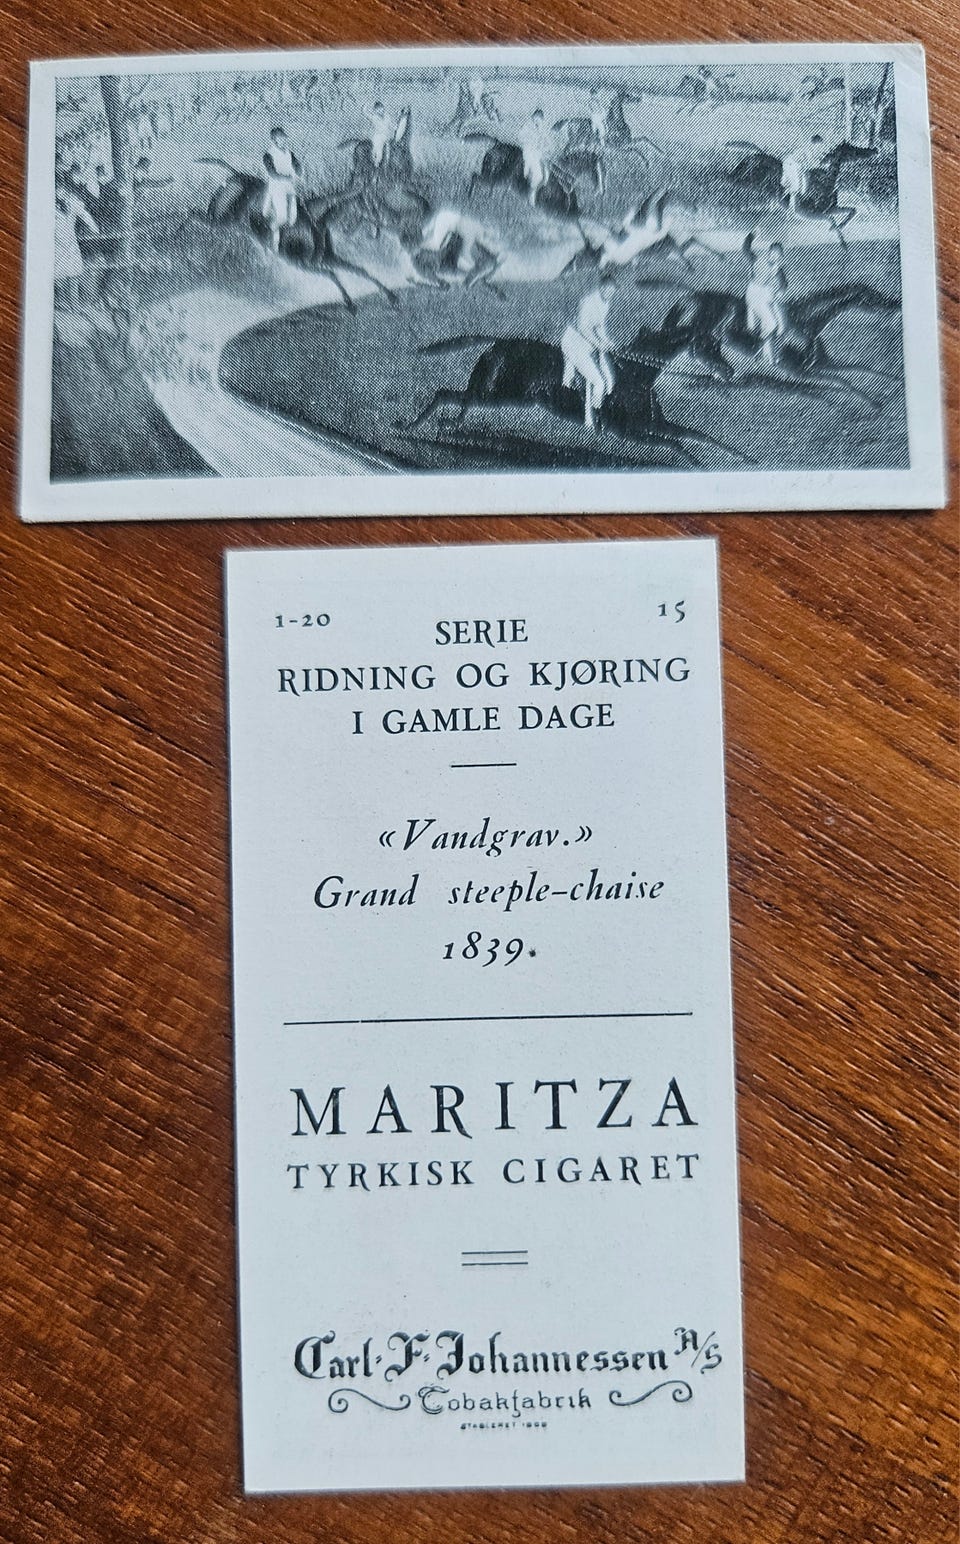 1-20
15
SERIE
RIDNING OG KJØRING
I GAMLE DAGE
«Vandgrav.»
Grand steeple-chaise
1839.
MARITZA
TYRKISK CIGARET
Carl·F·Johannessen A/S
Tobakfabrik